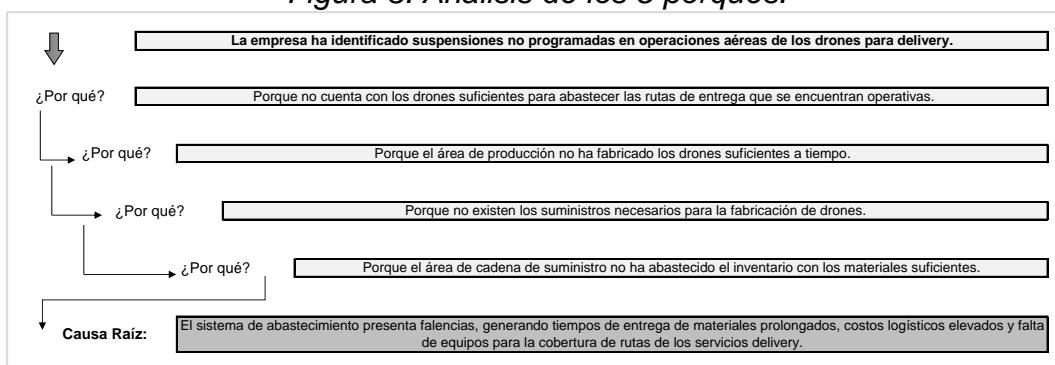 Figura 3. Análisis de los 5 porqués.
La empresa ha identificado suspensiones no programadas en operaciones aéreas de los drones para delivery.
¿Por qué?
Porque no cuenta con los drones suficientes para abastecer las rutas de entrega que se encuentran operativas.
¿Por qué?
Porque el área de producción no ha fabricado los drones suficientes a tiempo.
¿Por qué?
Porque no existen los suministros necesarios para la fabricación de drones.
¿Por qué?
Porque el área de cadena de suministro no ha abastecido el inventario con los materiales suficientes.
Causa Raíz:
El sistema de abastecimiento presenta falencias, generando tiempos de entrega de materiales prolongados, costos logísticos elevados y falta
de equipos para la cobertura de rutas de los servicios delivery.